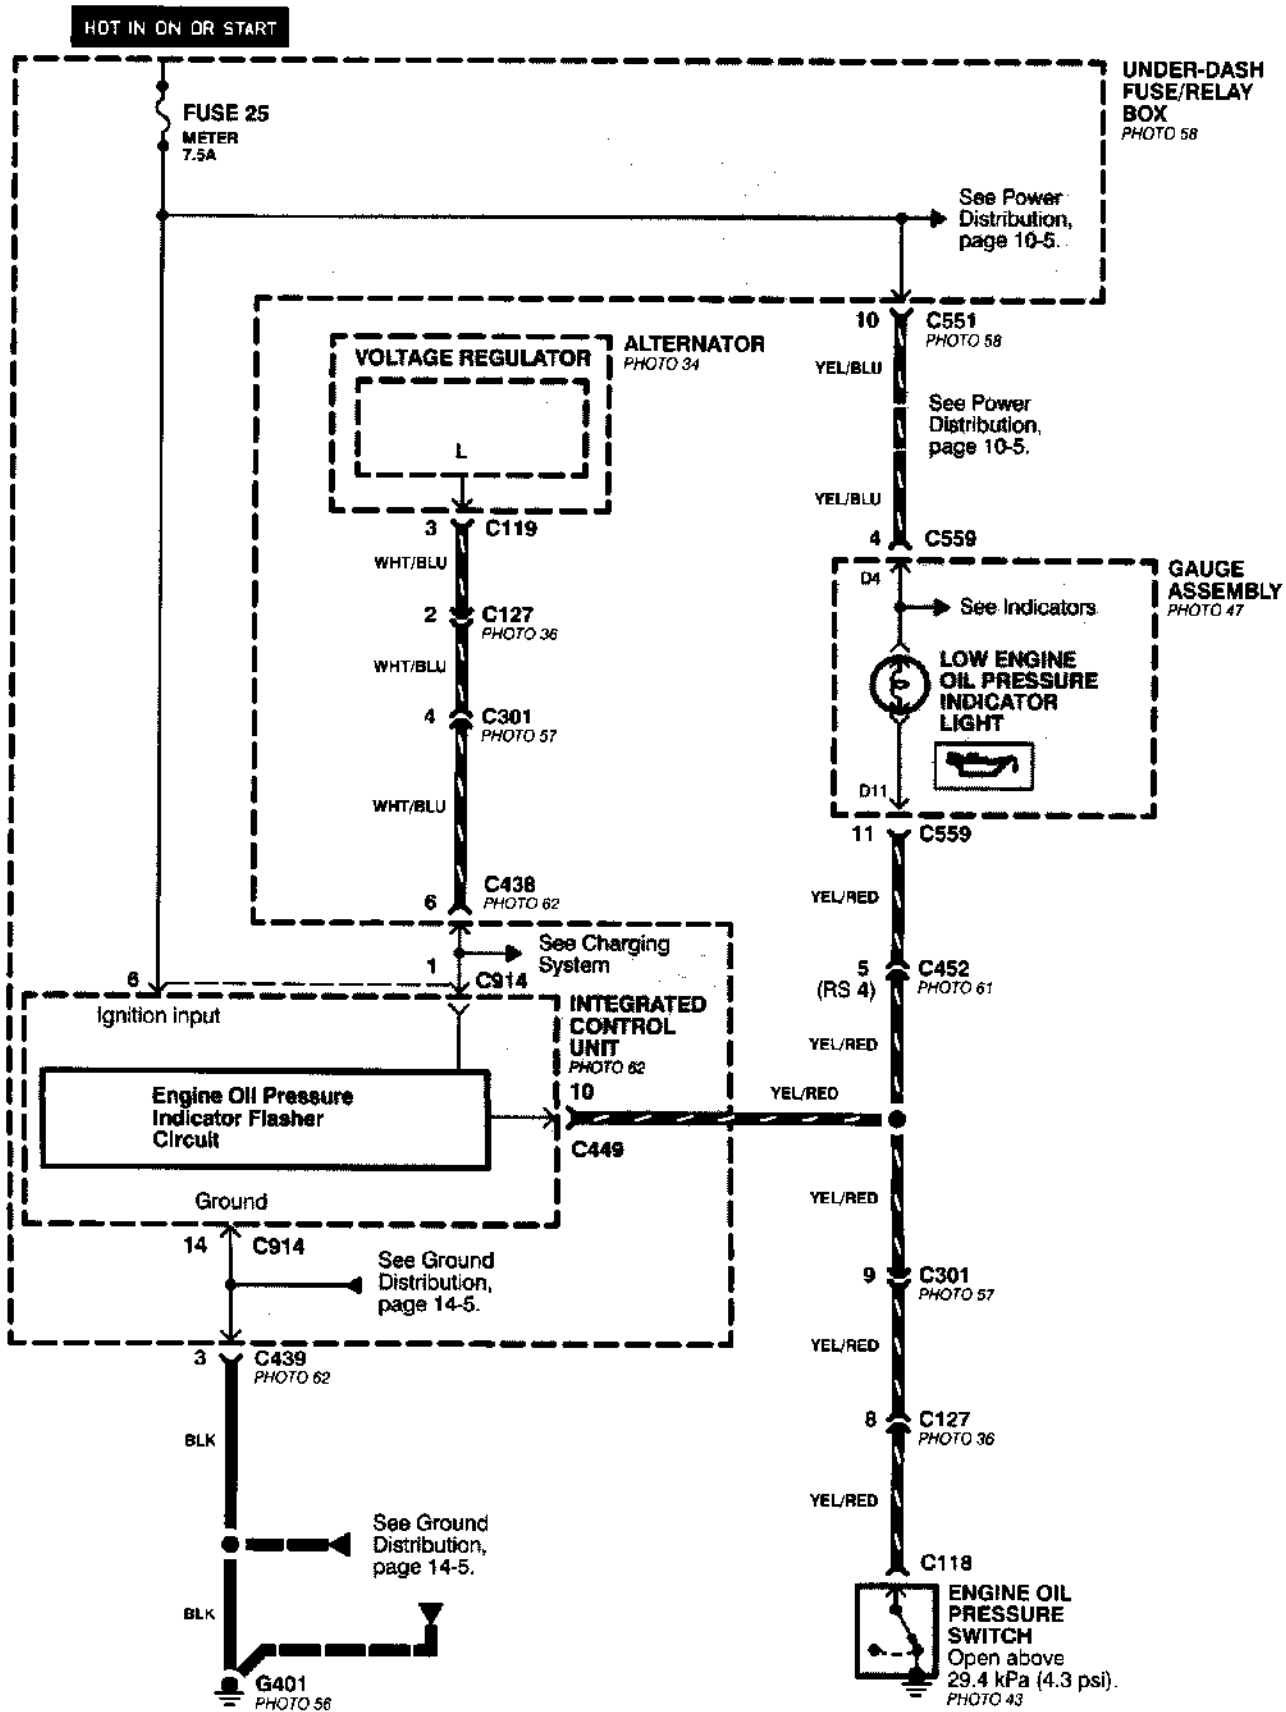 HOT IN ON OR START
UNDER-DASH
FUSE/RELAY
BOX
PHOTO 58
FUSE 25
METER
7.5A
See Power
Distribution,
page 10-5.
10 C551
PHOTO 58
YEL/BLU
See Power
Distribution,
page 10-5.
YEL/BLU
4 C559
ALTERNATOR
PHOTO 34
VOLTAGE REGULATOR
L
3 C119
WHT/BLU
2 C127
PHOTO 36
WHT/BLU
4 C301
PHOTO 57
WHT/BLU
6 C438
PHOTO 62
GAUGE
ASSEMBLY
PHOTO 47
D4
See Indicators
LOW ENGINE
OIL PRESSURE
INDICATOR
LIGHT
D11
11 C559
YEL/RED
5 C452
(RS 4) PHOTO 61
YEL/RED
See Charging
System
1 C914
6
Ignition input
INTEGRATED
CONTROL
UNIT
PHOTO 62
Engine Oil Pressure
Indicator Flasher
Circuit
10
C449
YEL/RED
Ground
14 C914
See Ground
Distribution,
page 14-5.
YEL/RED
9 C301
PHOTO 57
YEL/RED
3 C439
PHOTO 62
8 C127
PHOTO 36
BLK
YEL/RED
See Ground
Distribution,
page 14-5.
C118
BLK
ENGINE OIL
PRESSURE
SWITCH
Open above
29.4 kPa (4.3 psi).
PHOTO 43
G401
PHOTO 56